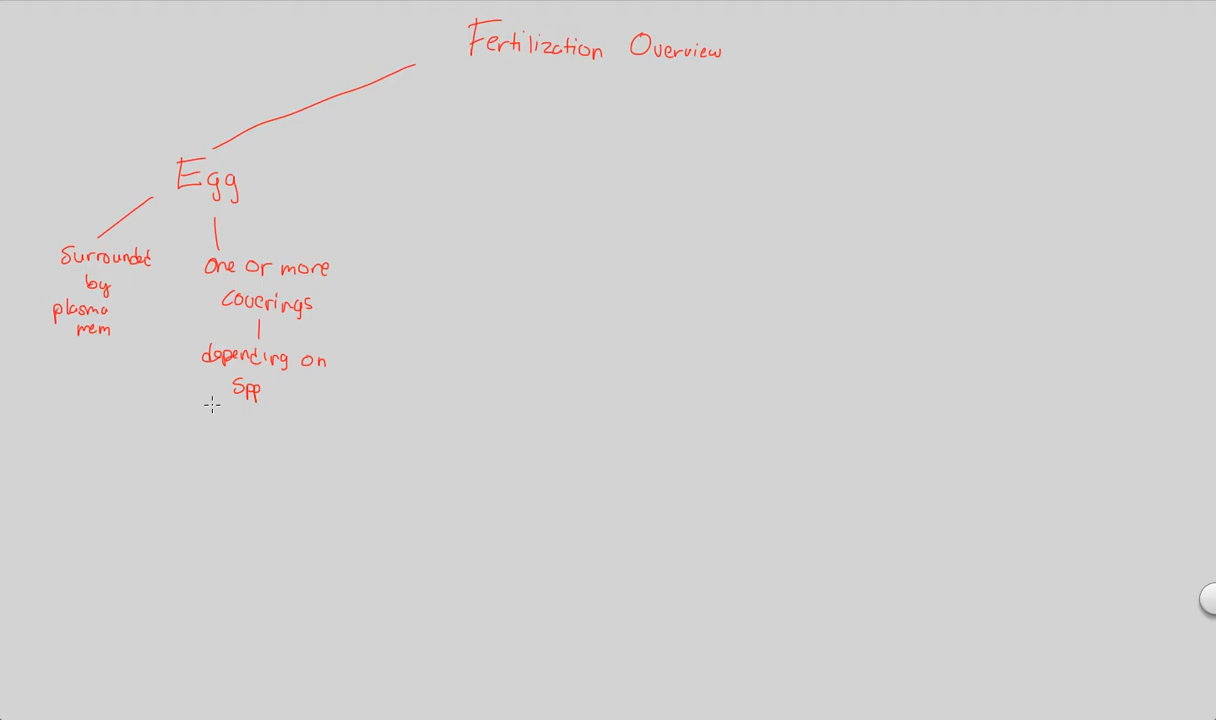 Fertilization Overview
Egg
Surrounded
by
plasma
mem
One or more
coverings
depending on
Spp